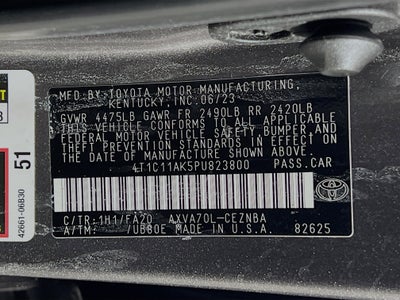 MFD. BY: TOYOTA MOTOR MANUFACTURING,
KENTUCKY, INC. 06/23
GVWR 4475LB GAWR FR 2490LB RR 2420LB
THIS VEHICLE CONFORMS TO ALL APPLICABLE
FEDERAL MOTOR VEHICLE SAFETY, BUMPER, AND
THEFT PREVENTION STANDARDS IN EFFECT ON
THE DATE OF MANUFACTURE SHOWN ABOVE.
4T1C11AK5PU823800 PASS.CAR
C/TR: 1H1/FA20 AXVA70L-CEZNBA
A/TM: /UB80E MADE IN U.S.A. 82625
TOYOTA
51
42661-06B30